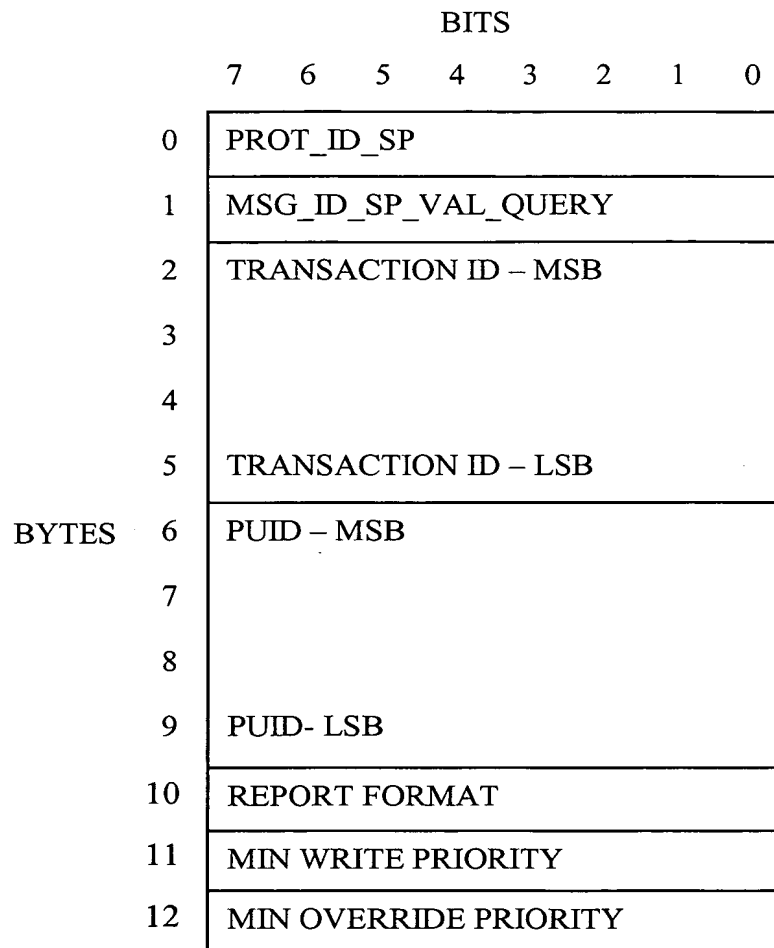 BITS
7 6 5 4 3 2 1 0
0 PROT_ID_SP
1 MSG_ID_SP_VAL_QUERY
2 TRANSACTION ID – MSB
3
4
5 TRANSACTION ID – LSB
BYTES 6 PUID – MSB
7
8
9 PUID- LSB
10 REPORT FORMAT
11 MIN WRITE PRIORITY
12 MIN OVERRIDE PRIORITY